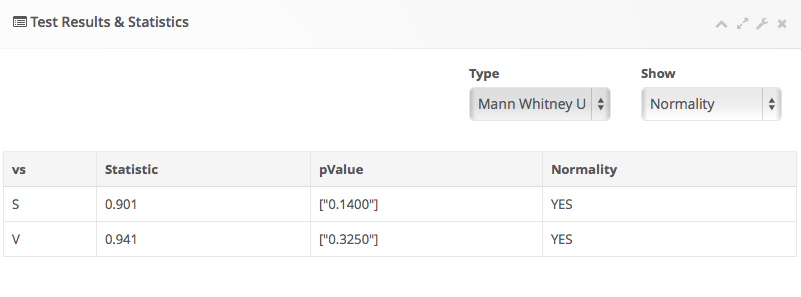 Test Results & Statistics
Type Show
Mann Whitney U Normality
vs Statistic pValue Normality
S 0.901 ["0.1400"] YES
V 0.941 ["0.3250"] YES